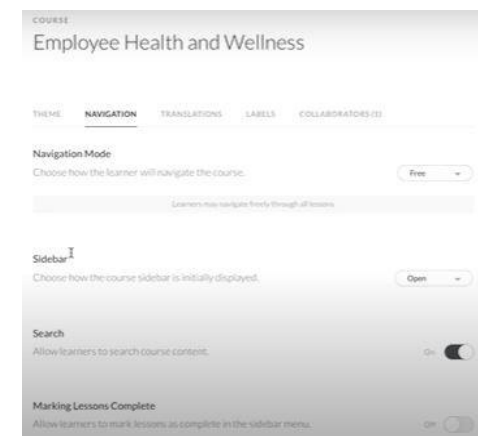 COURSE
Employee Health and Wellness
THEME NAVIGATION TRANSLATIONS LABELS COLLABORATORS (1)
Navigation Mode
Choose how the learner will navigate the course.
Free
Learners may navigate freely through all lessons.
Sidebar
Choose how the course sidebar is initially displayed.
Open
Search
Allow learners to search course content.
On
Marking Lessons Complete
Allow learners to mark lessons as complete in the sidebar menu.
Off